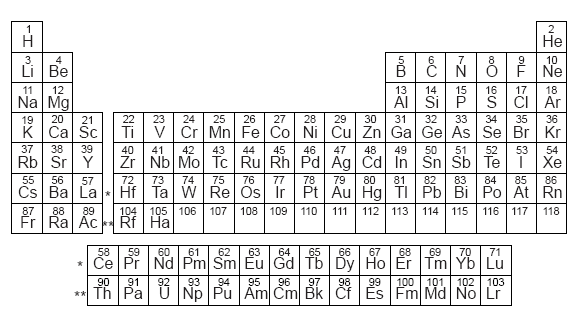 1 2
H He
3 4 5 6 7 8 9 10
Li Be B C N O F Ne
11 12 13 14 15 16 17 18
Na Mg Al Si P S Cl Ar
19 20 21 22 23 24 25 26 27 28 29 30 31 32 33 34 35 36
K Ca Sc Ti V Cr Mn Fe Co Ni Cu Zn Ga Ge As Se Br Kr
37 38 39 40 41 42 43 44 45 46 47 48 49 50 51 52 53 54
Rb Sr Y Zr Nb Mo Tc Ru Rh Pd Ag Cd In Sn Sb Te I Xe
55 56 57 72 73 74 75 76 77 78 79 80 81 82 83 84 85 86
Cs Ba La * Hf Ta W Re Os Ir Pt Au Hg Tl Pb Bi Po At Rn
87 88 89 104 105 106 107 108 109 110 111 112 113 114 115 116 117 118
Fr Ra Ac ** Rf Ha
58 59 60 61 62 63 64 65 66 67 68 69 70 71
* Ce Pr Nd Pm Sm Eu Gd Tb Dy Ho Er Tm Yb Lu
90 91 92 93 94 95 96 97 98 99 100 101 102 103
** Th Pa U Np Pu Am Cm Bk Cf Es Fm Md No Lr